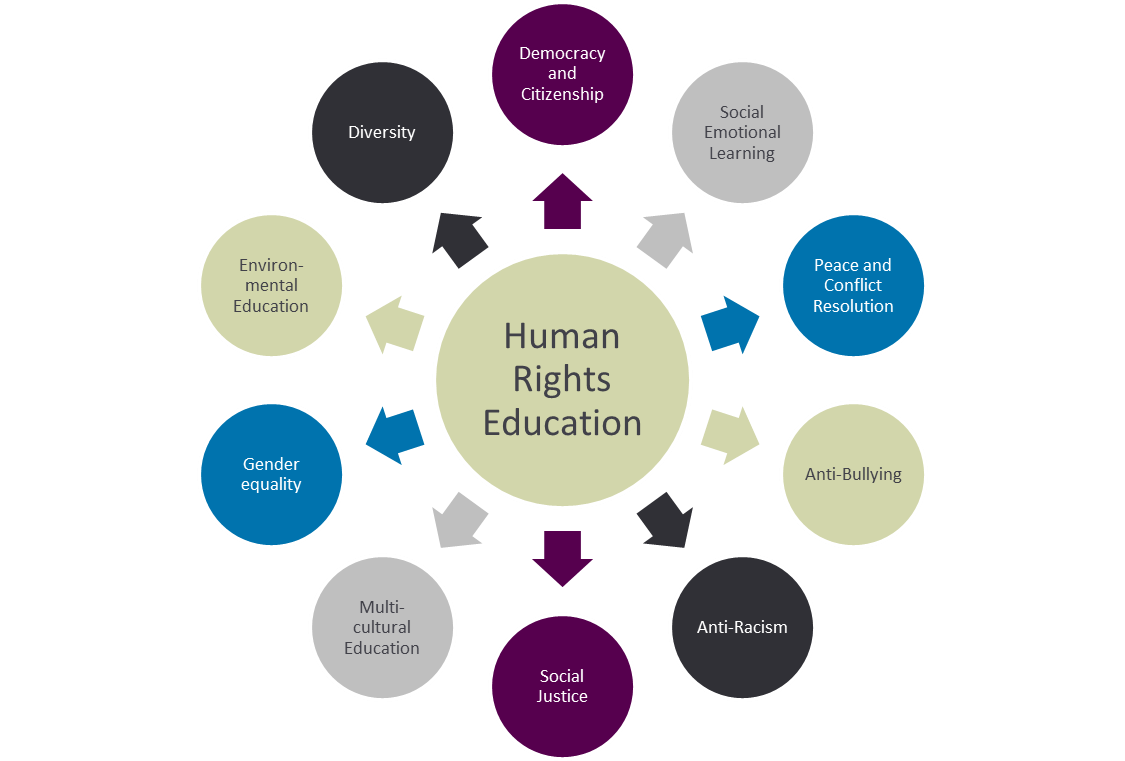 Democracy
and
Citizenship
Social
Emotional
Learning
Peace and
Conflict
Resolution
Anti-Bullying
Anti-Racism
Social
Justice
Multi-
cultural
Education
Gender
equality
Environ-
mental
Education
Diversity
Human
Rights
Education